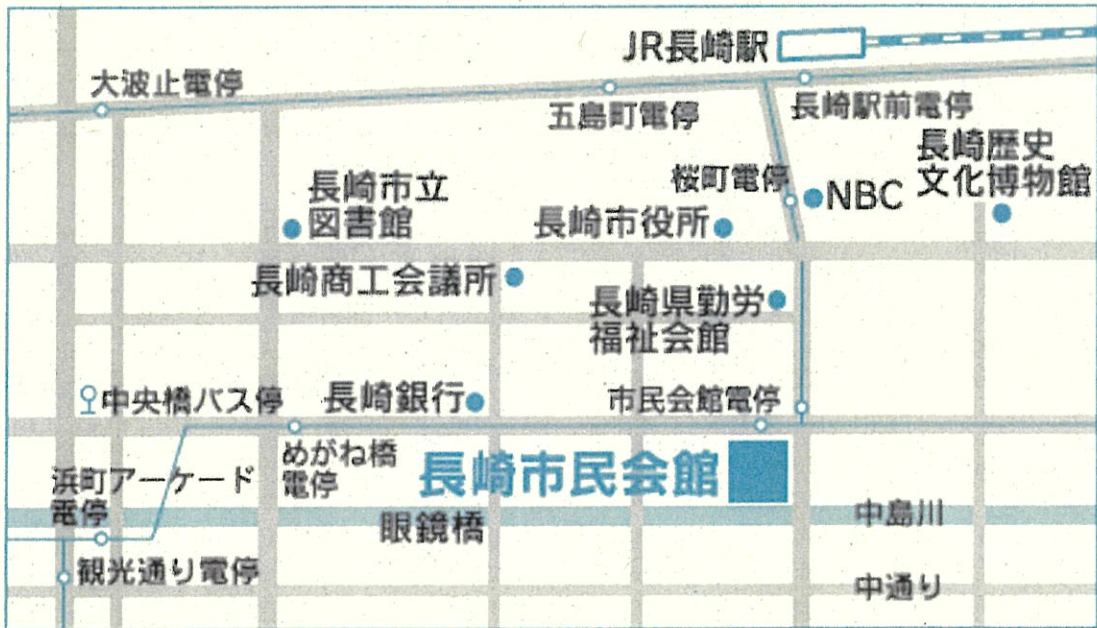 JR長崎駅
大波止電停
五島町電停
長崎駅前電停
長崎歴史
文化博物館
桜町電停
NBC
長崎市立
図書館
長崎市役所
長崎商工会議所
長崎県勤労
福祉会館
中央橋バス停
長崎銀行
市民会館電停
めがね橋
電停
長崎市民会館
浜町アーケード
電停
眼鏡橋
中島川
観光通り電停
中通り